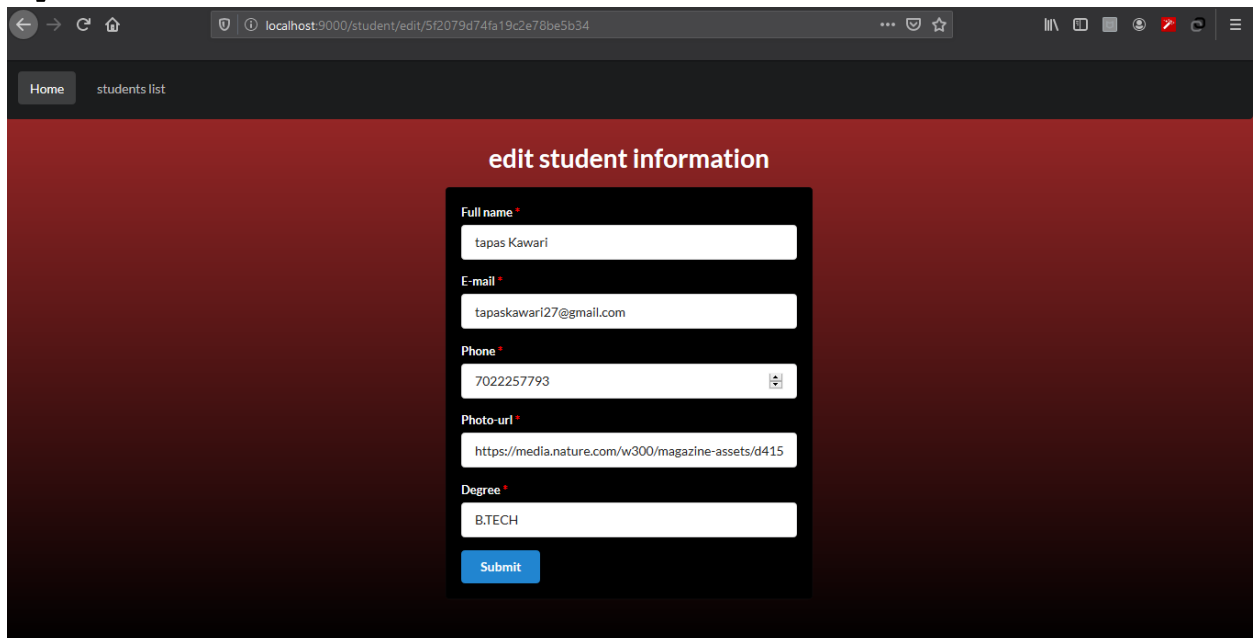 localhost:9000/student/edit/5f2079d74fa19c2e78be5b34
Home students list
edit student information
Full name *
tapas Kawari
E-mail *
tapaskawari27@gmail.com
Phone *
7022257793
Photo-url *
https://media.nature.com/w300/magazine-assets/d415
Degree *
B.TECH
Submit